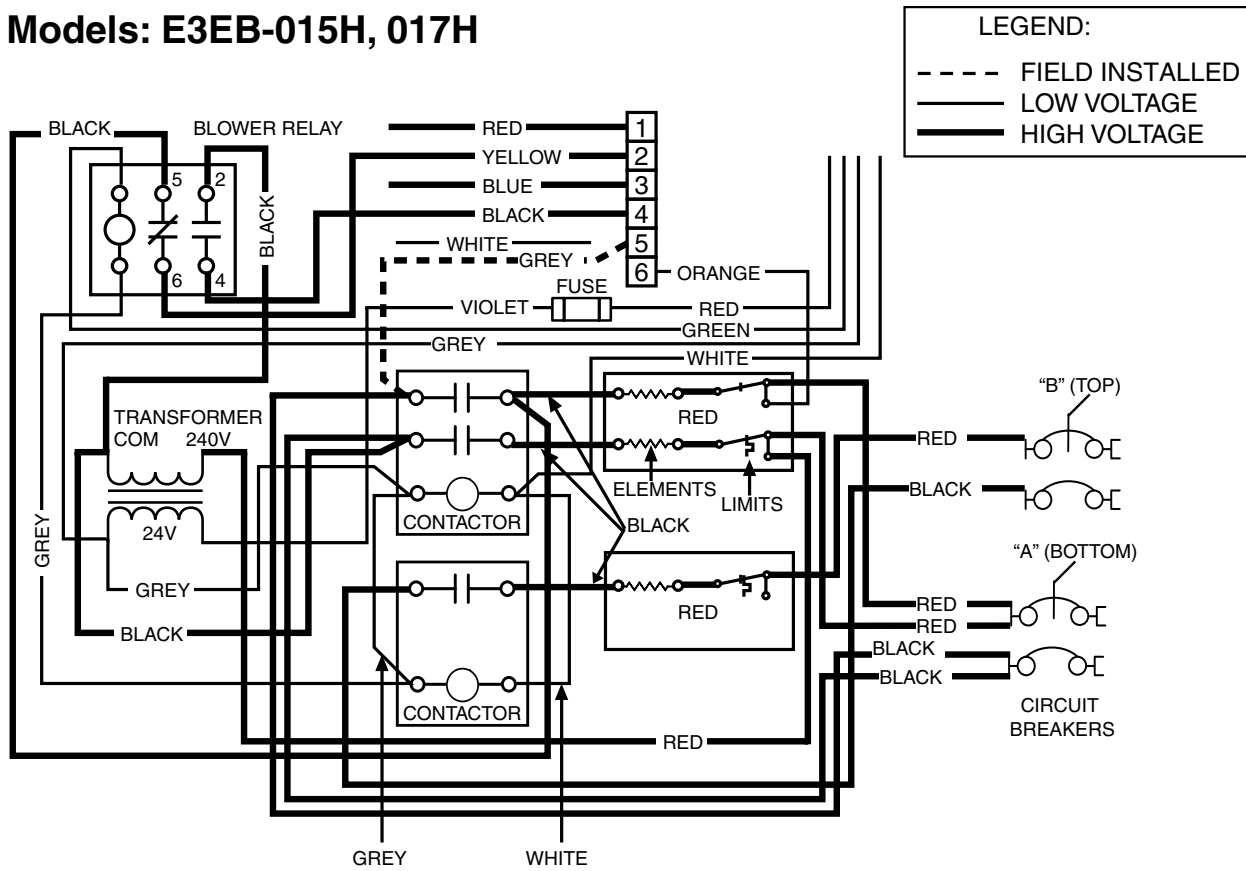 Models: E3EB-015H, 017H
LEGEND:
FIELD INSTALLED
LOW VOLTAGE
HIGH VOLTAGE
BLACK
BLOWER RELAY
RED
1
YELLOW
2
BLUE
3
BLACK
4
WHITE
5
GREY
6
ORANGE
5
2
6
4
BLACK
FUSE
VIOLET
RED
GREEN
GREY
WHITE
TRANSFORMER
COM 240V
24V
RED
"B" (TOP)
RED
BLACK
ELEMENTS
LIMITS
CONTACTOR
BLACK
GREY
GREY
BLACK
RED
"A" (BOTTOM)
RED
RED
BLACK
BLACK
CIRCUIT
BREAKERS
CONTACTOR
RED
GREY
WHITE